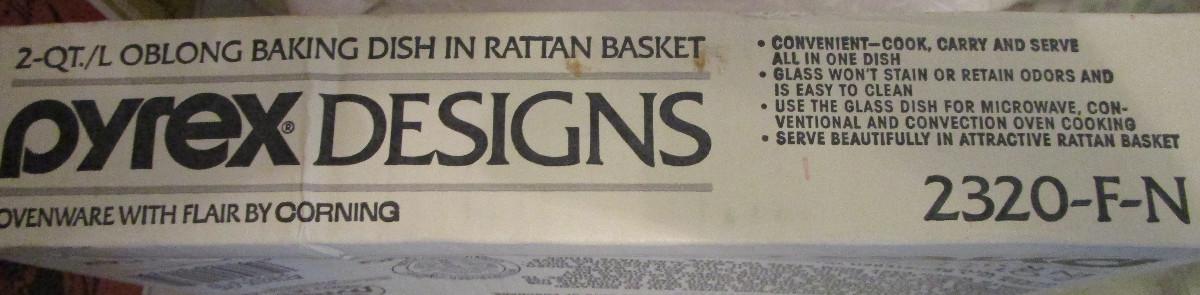 2-QT./L OBLONG BAKING DISH IN RATTAN BASKET
pyrex® DESIGNS
OVENWARE WITH FLAIR BY CORNING
• CONVENIENT—COOK, CARRY AND SERVE
ALL IN ONE DISH
• GLASS WON'T STAIN OR RETAIN ODORS AND
IS EASY TO CLEAN
• USE THE GLASS DISH FOR MICROWAVE, CON-
VENTIONAL AND CONVECTION OVEN COOKING
• SERVE BEAUTIFULLY IN ATTRACTIVE RATTAN BASKET
2320-F-N